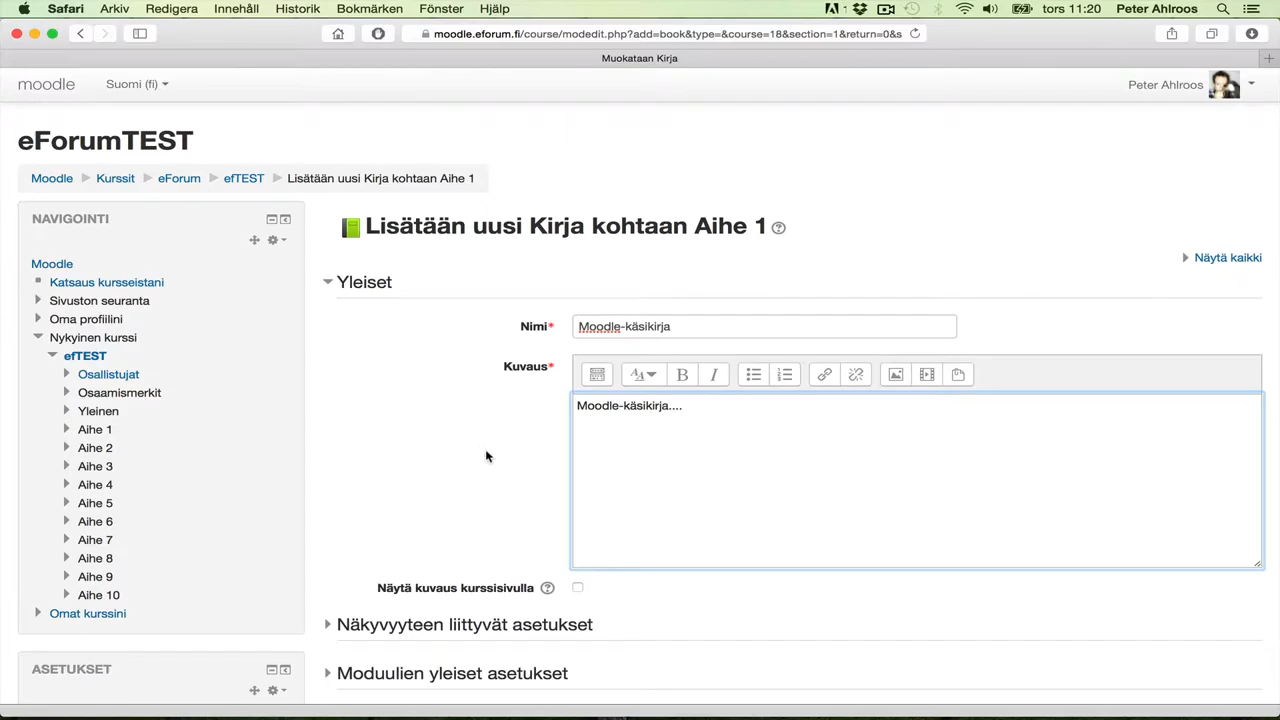 Safari Arkiv Redigera Innehåll Historik Bokmärken Fönster Hjälp tors 11:20 Peter Ahlroos
moodle.eforum.fi/course/modedit.php?add=book&type=&course=18&section=1&return=0&s
Muokataan Kirja
moodle Suomi (fi) Peter Ahlroos
eForumTEST
Moodle Kurssit eForum efTEST Lisätään uusi Kirja kohtaan Aihe 1
NAVIGOINTI
Moodle
Katsaus kursseistani
Sivuston seuranta
Oma profiilini
Nykyinen kurssi
efTEST
Osallistujat
Osaamismerkit
Yleinen
Aihe 1
Aihe 2
Aihe 3
Aihe 4
Aihe 5
Aihe 6
Aihe 7
Aihe 8
Aihe 9
Aihe 10
Omat kurssini
ASETUKSET
Lisätään uusi Kirja kohtaan Aihe 1
Näytä kaikki
Yleiset
Nimi* Moodle-käsikirja
Kuvaus*
Moodle-käsikirja....
Näytä kuvaus kurssisivulla
Näkyvyyteen liittyvät asetukset
Moduulien yleiset asetukset